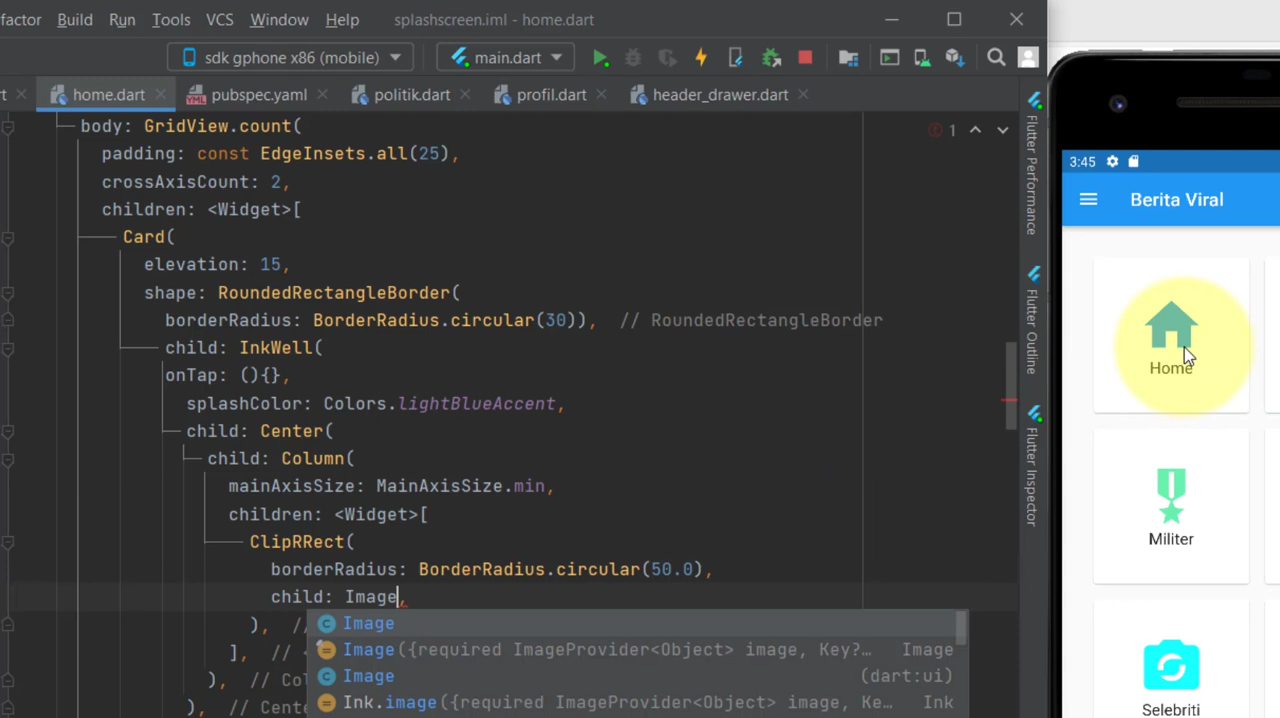 factor Build Run Tools VCS Window Help splashscreen.iml - home.dart
sdk gphone x86 (mobile) main.dart
rt home.dart pubspec.yaml politik.dart profil.dart header_drawer.dart
body: GridView.count(
1
padding: const EdgeInsets.all(25),
crossAxisCount: 2,
children: <Widget>[
Card(
elevation: 15,
shape: RoundedRectangleBorder(
borderRadius: BorderRadius.circular(30)), // RoundedRectangleBorder
child: InkWell(
onTap: (){},
splashColor: Colors.lightBlueAccent,
child: Center(
child: Column(
mainAxisSize: MainAxisSize.min,
children: <Widget>[
ClipRRect(
borderRadius: BorderRadius.circular(50.0),
child: Image,
), //
], // <
), // Col
), // Cente
Image
Image({required ImageProvider<Object> image, Key?... Image
Image (dart:ui)
Ink.image({required ImageProvider<Object> image, Ke... Ink
Flutter Performance
Flutter Outline
Flutter Inspector
3:45
Berita Viral
Home
Militer
Selebriti